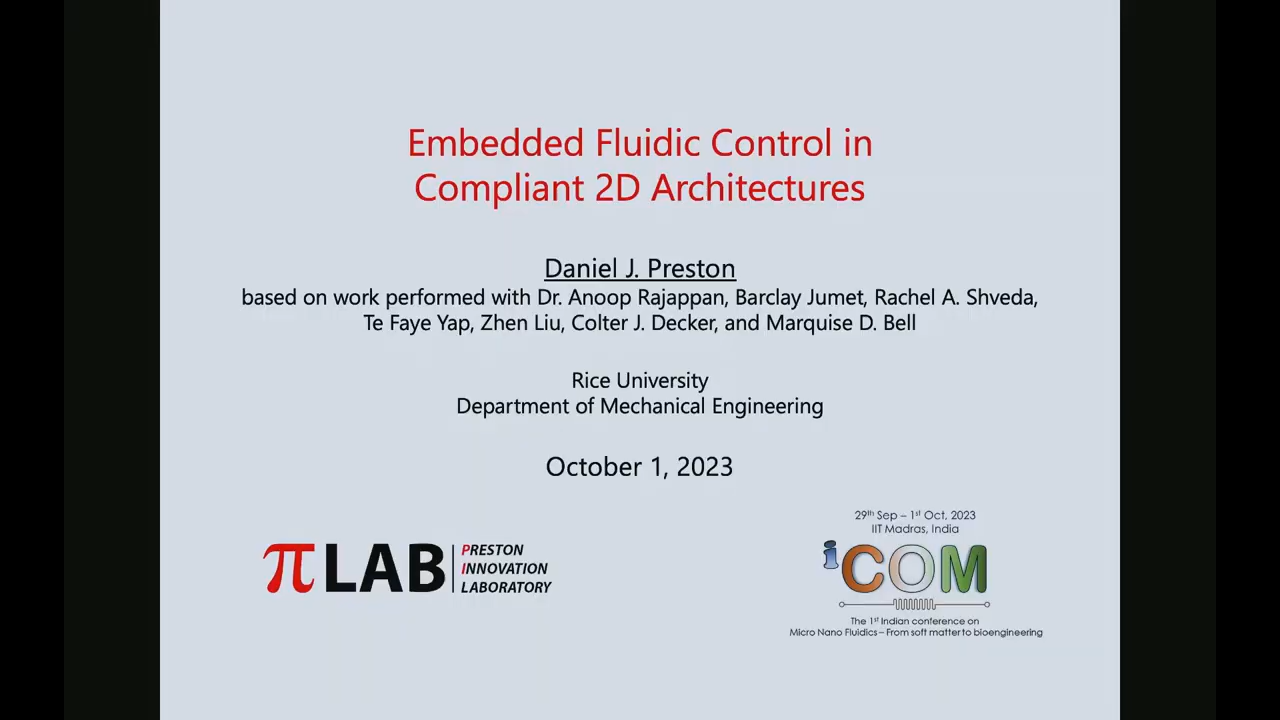 Embedded Fluidic Control in
Compliant 2D Architectures
Daniel J. Preston
based on work performed with Dr. Anoop Rajappan, Barclay Jumet, Rachel A. Shveda,
Te Faye Yap, Zhen Liu, Colter J. Decker, and Marquise D. Bell
Rice University
Department of Mechanical Engineering
October 1, 2023
πLAB
PRESTON
INNOVATION
LABORATORY
29th Sep – 1st Oct, 2023
IIT Madras, India
iCOM
The 1st Indian conference on
Micro Nano Fluidics – From soft matter to bioengineering